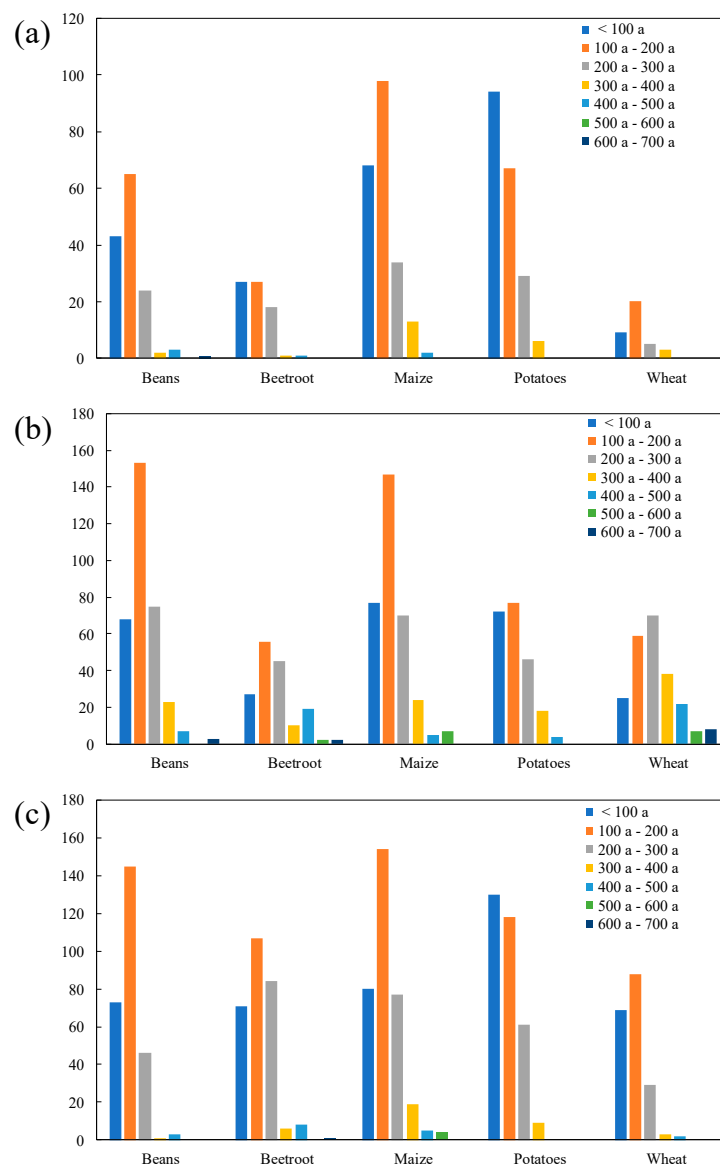 (a)
120
100
80
60
40
20
0
< 100 a
100 a - 200 a
200 a - 300 a
300 a - 400 a
400 a - 500 a
500 a - 600 a
600 a - 700 a
Beans Beetroot Maize Potatoes Wheat
(b)
180
160
140
120
100
80
60
40
20
0
< 100 a
100 a - 200 a
200 a - 300 a
300 a - 400 a
400 a - 500 a
500 a - 600 a
600 a - 700 a
Beans Beetroot Maize Potatoes Wheat
(c)
180
160
140
120
100
80
60
40
20
0
< 100 a
100 a - 200 a
200 a - 300 a
300 a - 400 a
400 a - 500 a
500 a - 600 a
600 a - 700 a
Beans Beetroot Maize Potatoes Wheat